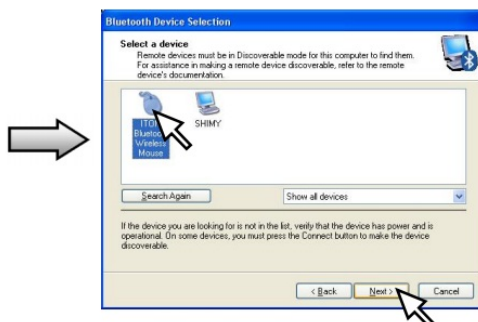 Bluetooth Device Selection
Select a device
Remote devices must be in Discoverable mode for this computer to find them.
For assistance in making a remote device discoverable, refer to the remote
device's documentation.
SHIMY
Wireless
Mouse
Search Again
Show all devices
If the device you are looking for is not in the list, verify that the device has power and is
operational. On some devices, you must press the Connect button to make the device
discoverable.
< Back
Next >
Cancel